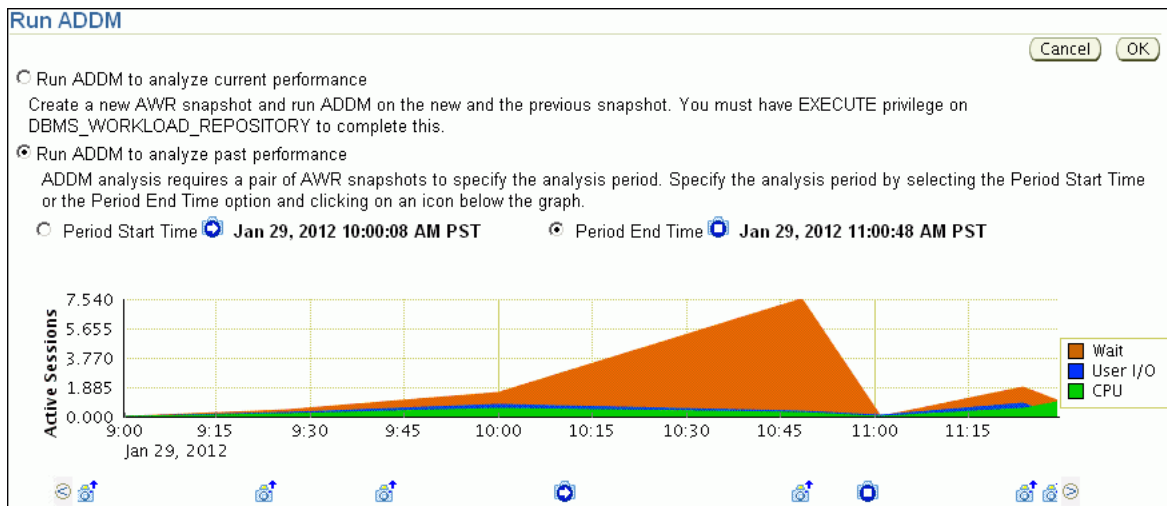 Run ADDM
Cancel OK
Run ADDM to analyze current performance
Create a new AWR snapshot and run ADDM on the new and the previous snapshot. You must have EXECUTE privilege on
DBMS_WORKLOAD_REPOSITORY to complete this.
Run ADDM to analyze past performance
ADDM analysis requires a pair of AWR snapshots to specify the analysis period. Specify the analysis period by selecting the Period Start Time
or the Period End Time option and clicking on an icon below the graph.
Period Start Time Jan 29, 2012 10:00:08 AM PST Period End Time Jan 29, 2012 11:00:48 AM PST
Active Sessions
7.540
5.655
3.770
1.885
0.000
9:00 9:15 9:30 9:45 10:00 10:15 10:30 10:45 11:00 11:15
Jan 29, 2012
Wait
User I/O
CPU